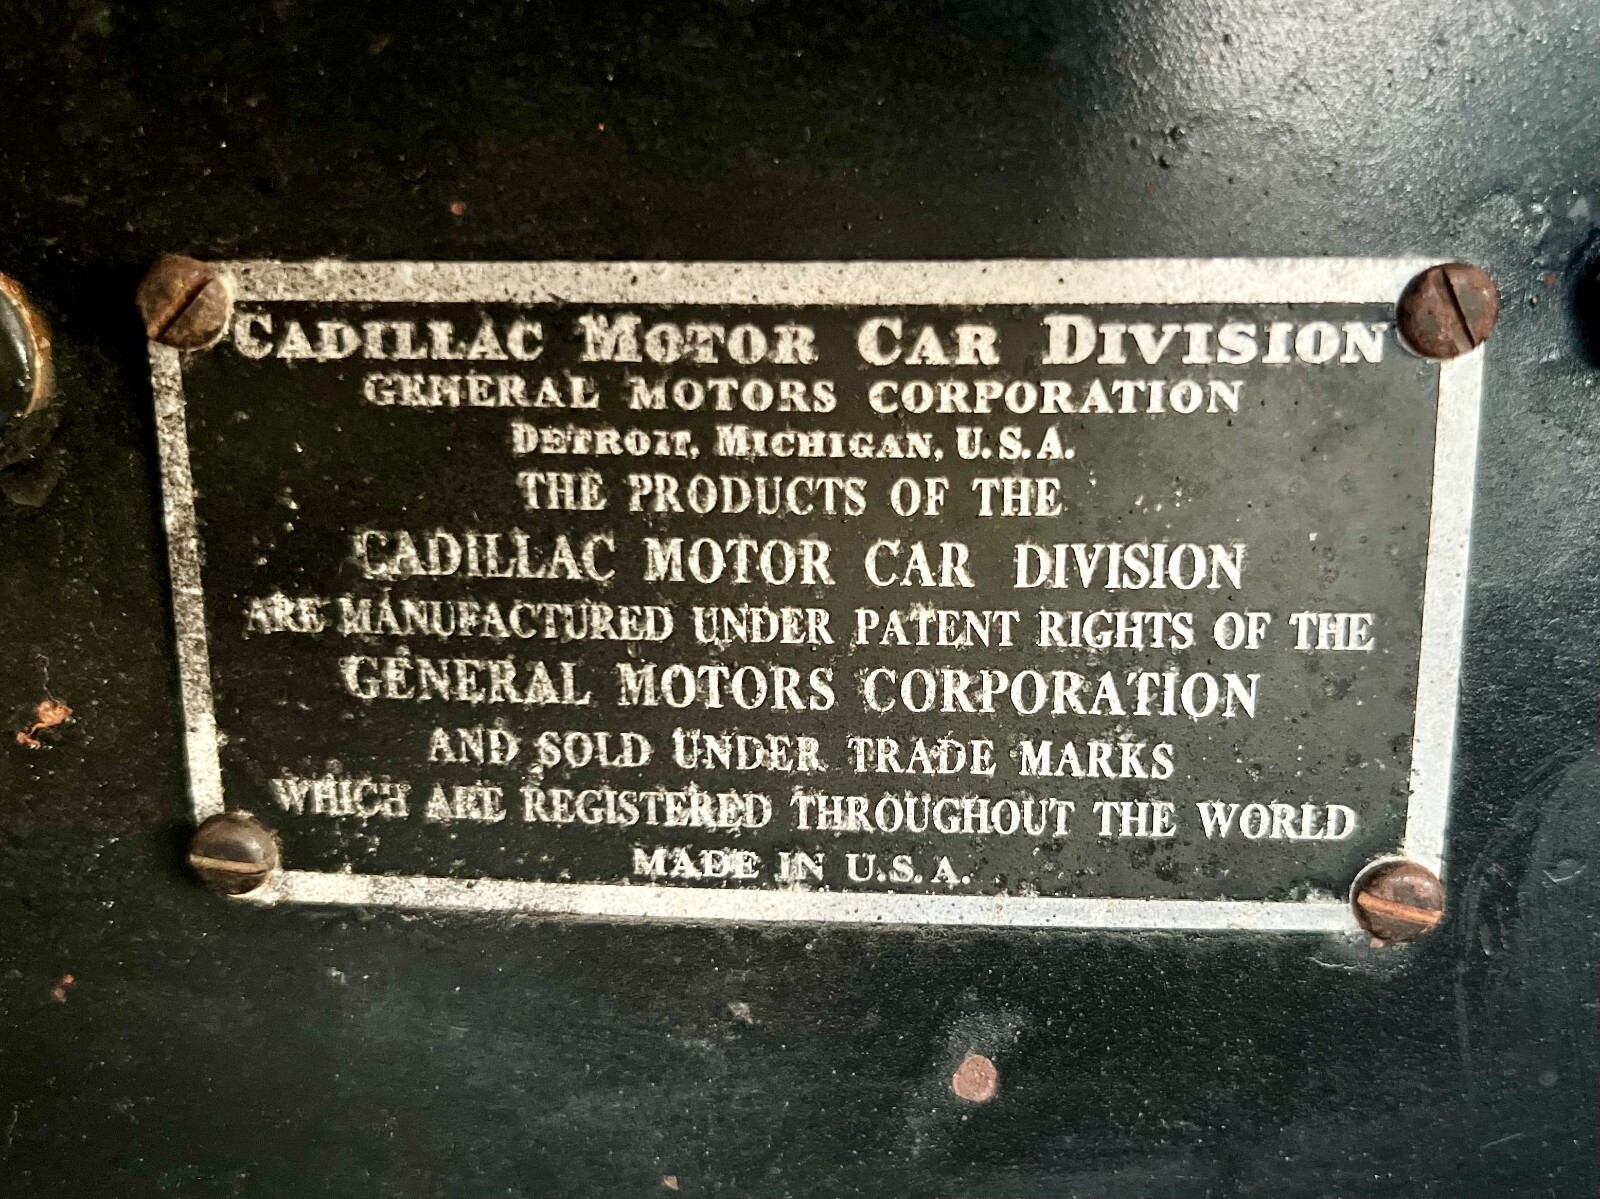 CADILLAC MOTOR CAR DIVISION
GENERAL MOTORS CORPORATION
DETROIT, MICHIGAN, U.S.A.
THE PRODUCTS OF THE
CADILLAC MOTOR CAR DIVISION
ARE MANUFACTURED UNDER PATENT RIGHTS OF THE
GENERAL MOTORS CORPORATION
AND SOLD UNDER TRADE MARKS
WHICH ARE REGISTERED THROUGHOUT THE WORLD
MADE IN U.S.A.